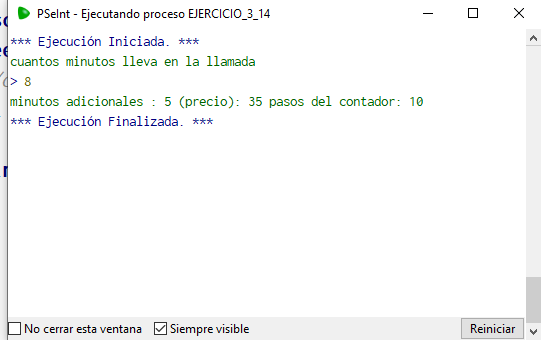 PSeInt - Ejecutando proceso EJERCICIO_3_14
*** Ejecución Iniciada. ***
cuantos minutos lleva en la llamada
> 8
minutos adicionales : 5 (precio): 35 pasos del contador: 10
*** Ejecución Finalizada. ***
No cerrar esta ventana
Siempre visible
Reiniciar